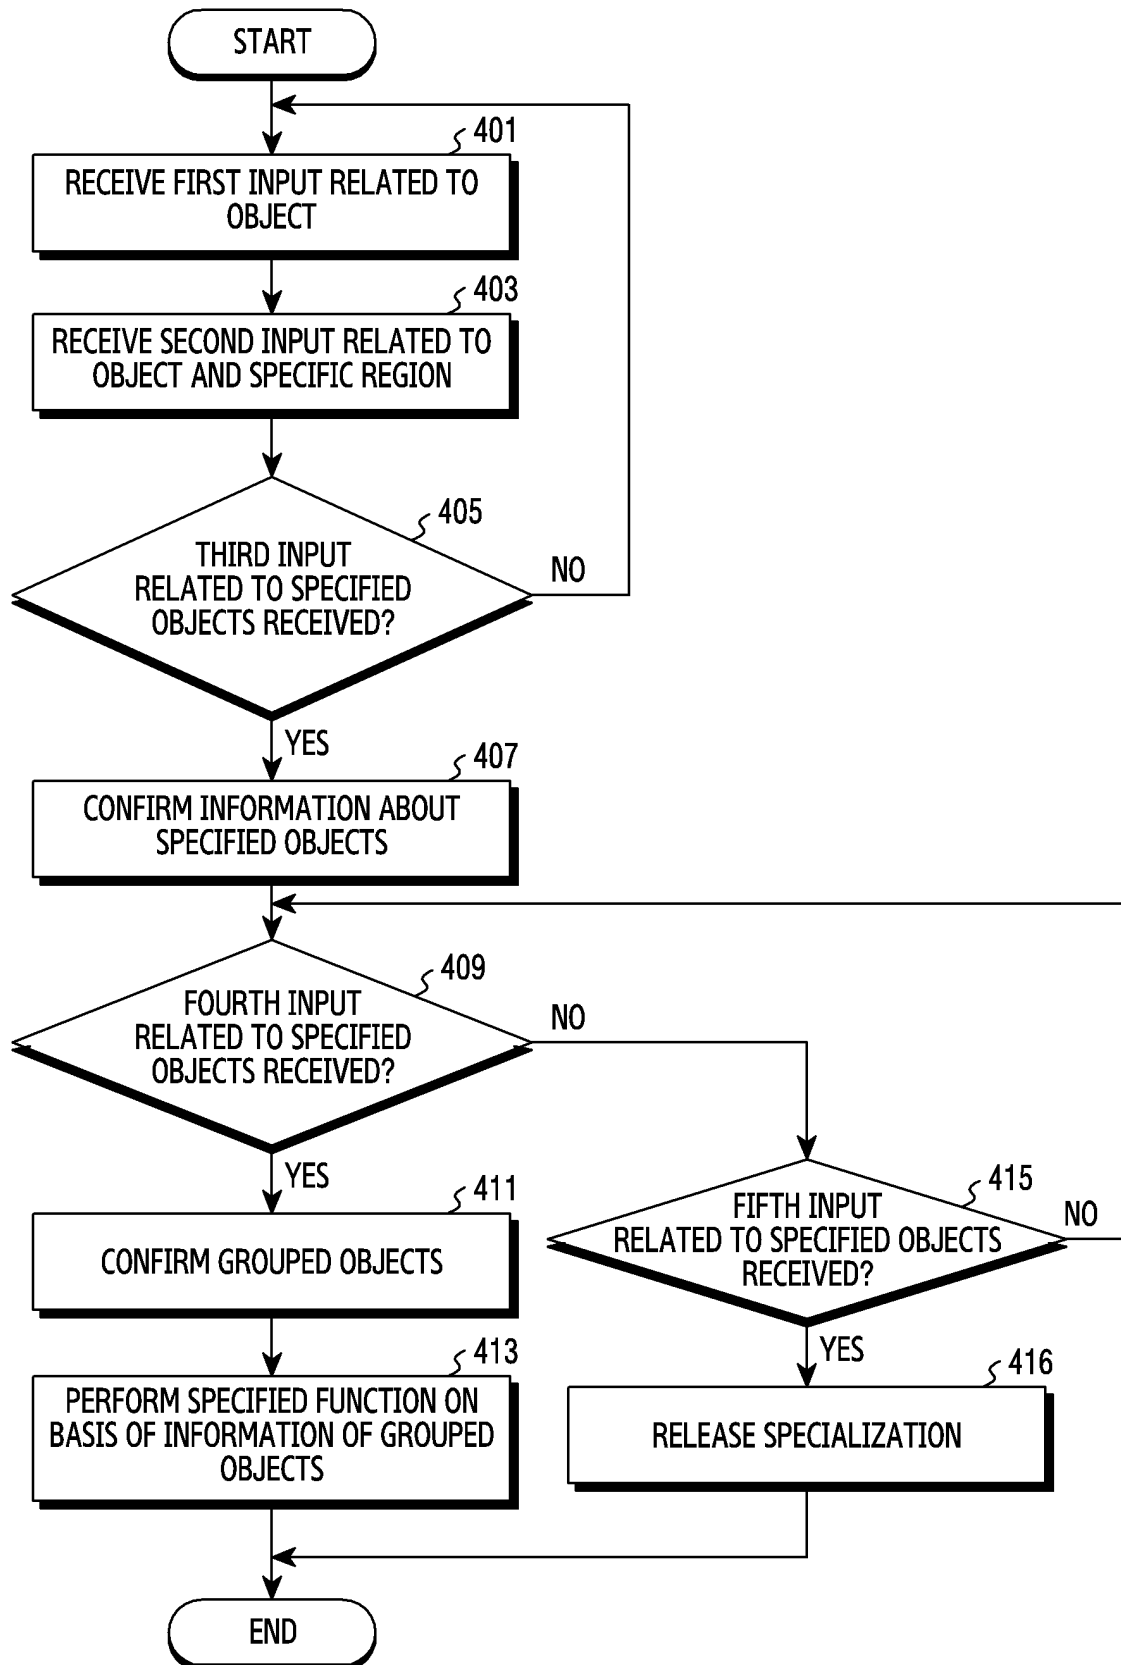 START
401
RECEIVE FIRST INPUT RELATED TO
OBJECT
403
RECEIVE SECOND INPUT RELATED TO
OBJECT AND SPECIFIC REGION
405
THIRD INPUT
RELATED TO SPECIFIED
OBJECTS RECEIVED?
NO
YES
407
CONFIRM INFORMATION ABOUT
SPECIFIED OBJECTS
409
FOURTH INPUT
RELATED TO SPECIFIED
OBJECTS RECEIVED?
NO
YES
411
CONFIRM GROUPED OBJECTS
413
PERFORM SPECIFIED FUNCTION ON
BASIS OF INFORMATION OF GROUPED
OBJECTS
415
FIFTH INPUT
RELATED TO SPECIFIED OBJECTS
RECEIVED?
NO
YES
416
RELEASE SPECIALIZATION
END